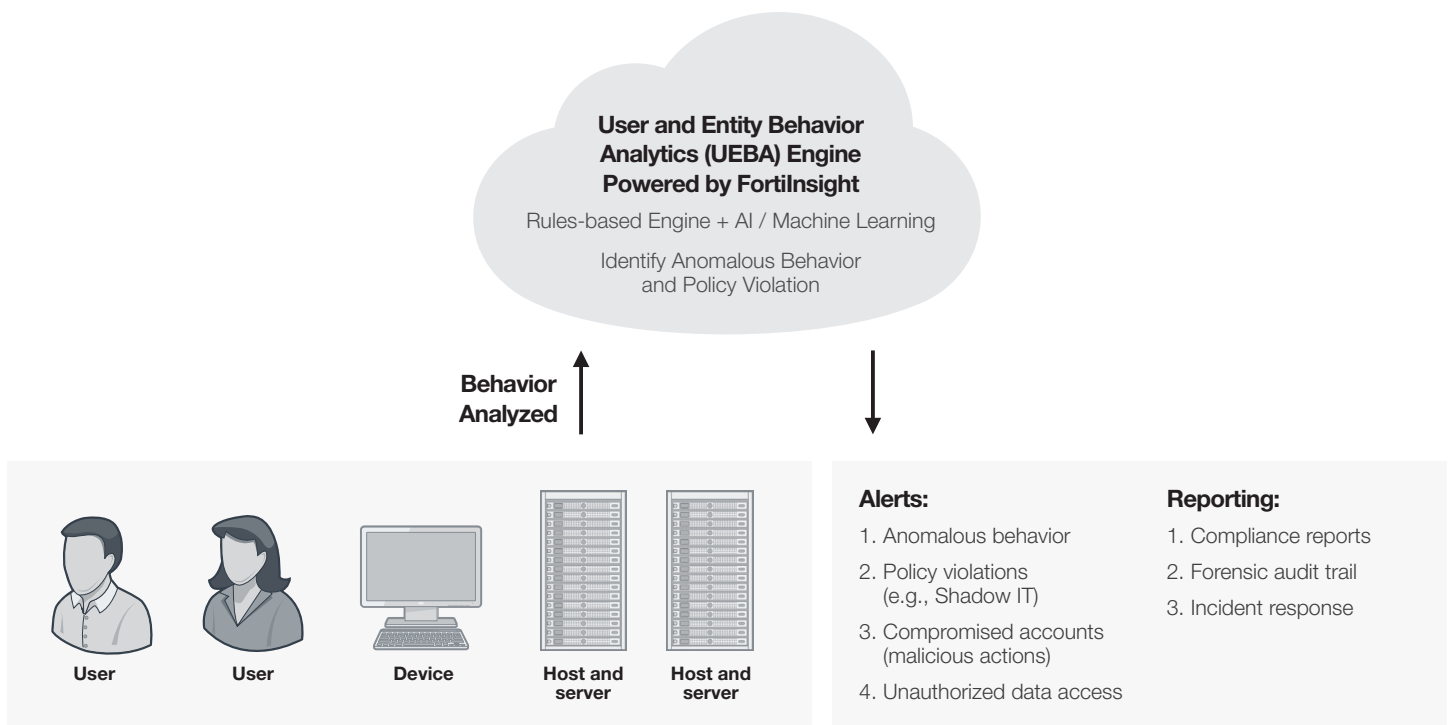 User and Entity Behavior
Analytics (UEBA) Engine
Powered by FortiInsight
Rules-based Engine + AI / Machine Learning
Identify Anomalous Behavior
and Policy Violation
Behavior
Analyzed
User
User
Device
Host and
server
Host and
server
Alerts:
1. Anomalous behavior
2. Policy violations
(e.g., Shadow IT)
3. Compromised accounts
(malicious actions)
4. Unauthorized data access
Reporting:
1. Compliance reports
2. Forensic audit trail
3. Incident response